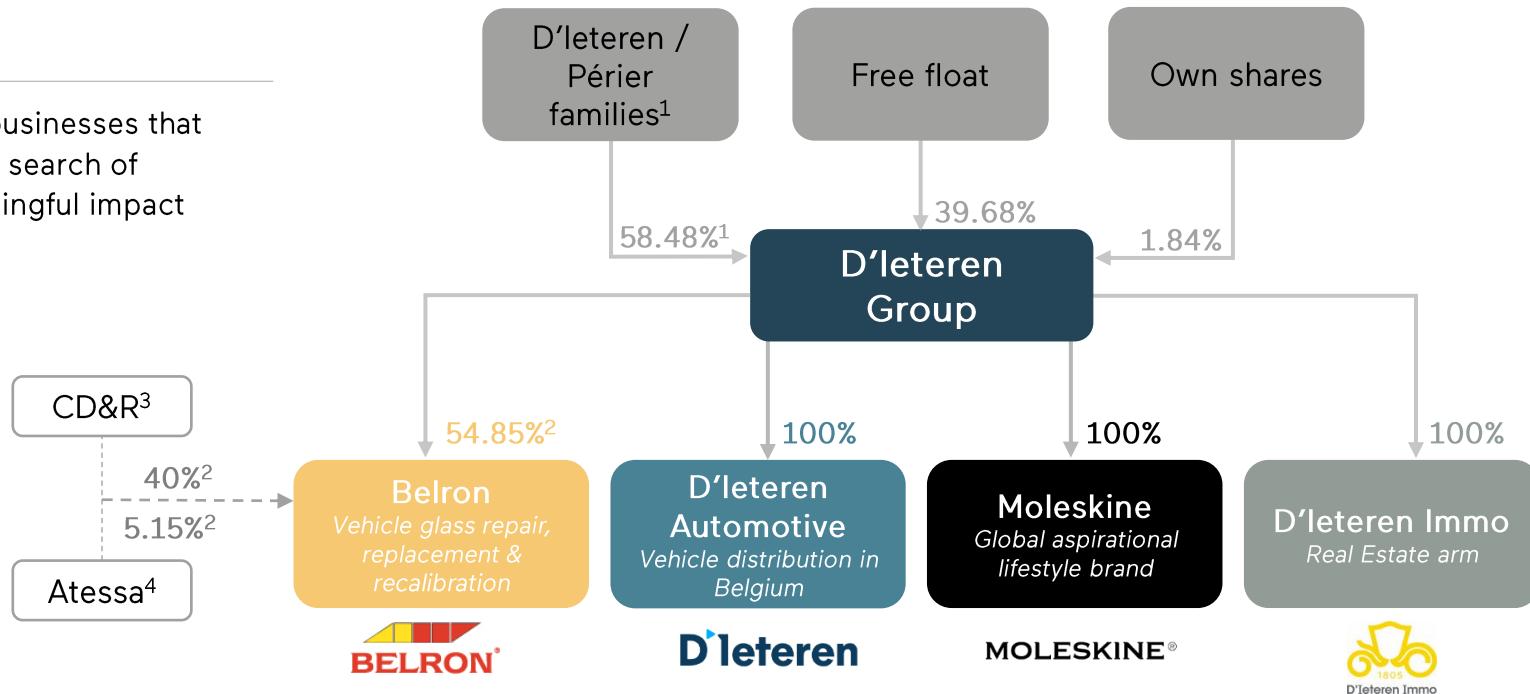 D'Ieteren /
Périer
families¹
Free float
Own shares
businesses that
search of
ingful impact
39.68%
58.48%¹
1.84%
D'Ieteren
Group
CD&R³
40%²
5.15%²
Atessa⁴
54.85%²
100%
100%
100%
Belron
Vehicle glass repair,
replacement &
recalibration
D'Ieteren
Automotive
Vehicle distribution in
Belgium
Moleskine
Global aspirational
lifestyle brand
D'Ieteren Immo
Real Estate arm
BELRON®
D'Ieteren
MOLESKINE®
1805
D'Ieteren Immo